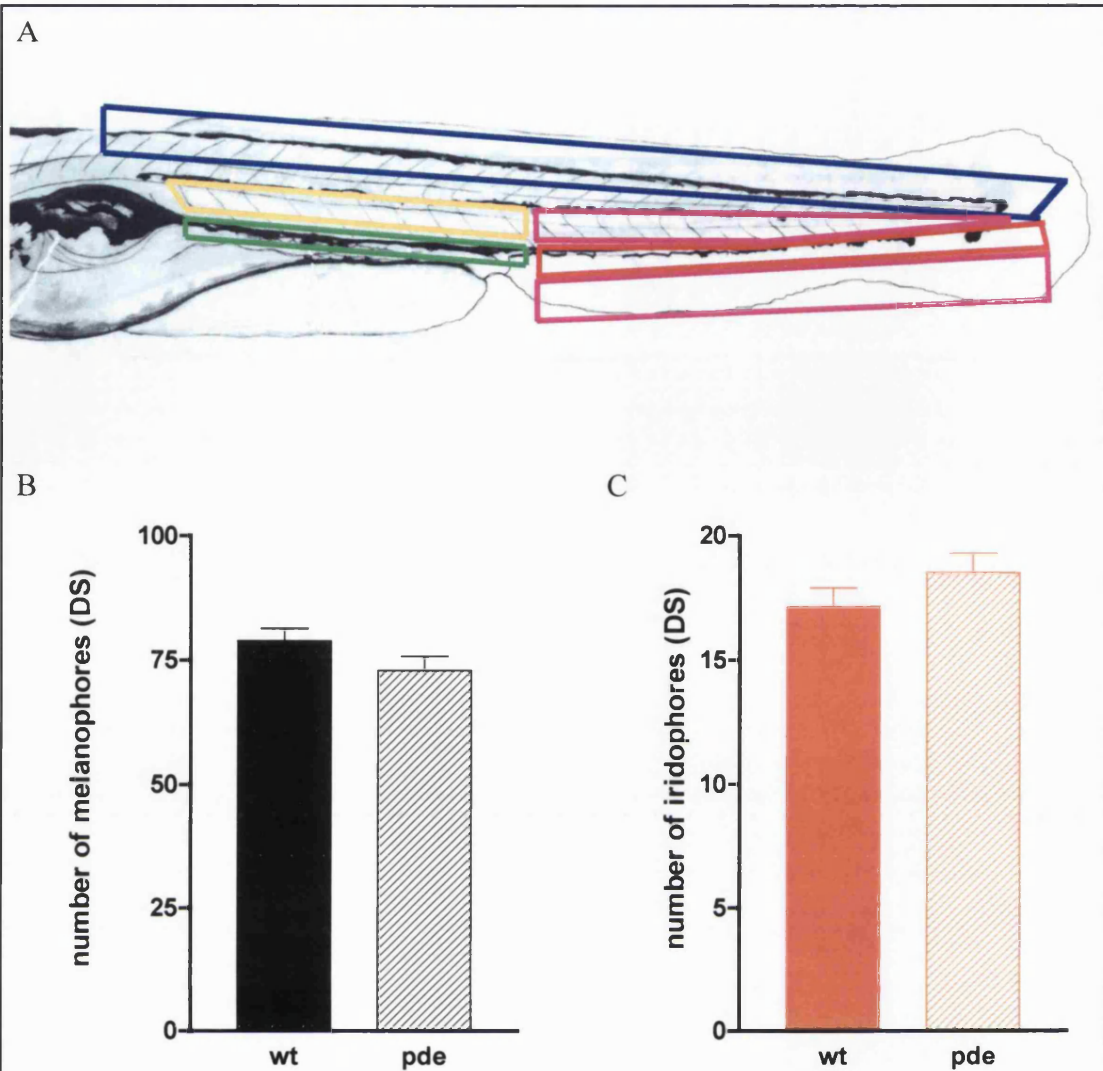 A
B
number of melanophores (DS)
100
75
50
25
0
wt
pde
C
number of iridophores (DS)
20
15
10
5
0
wt
pde